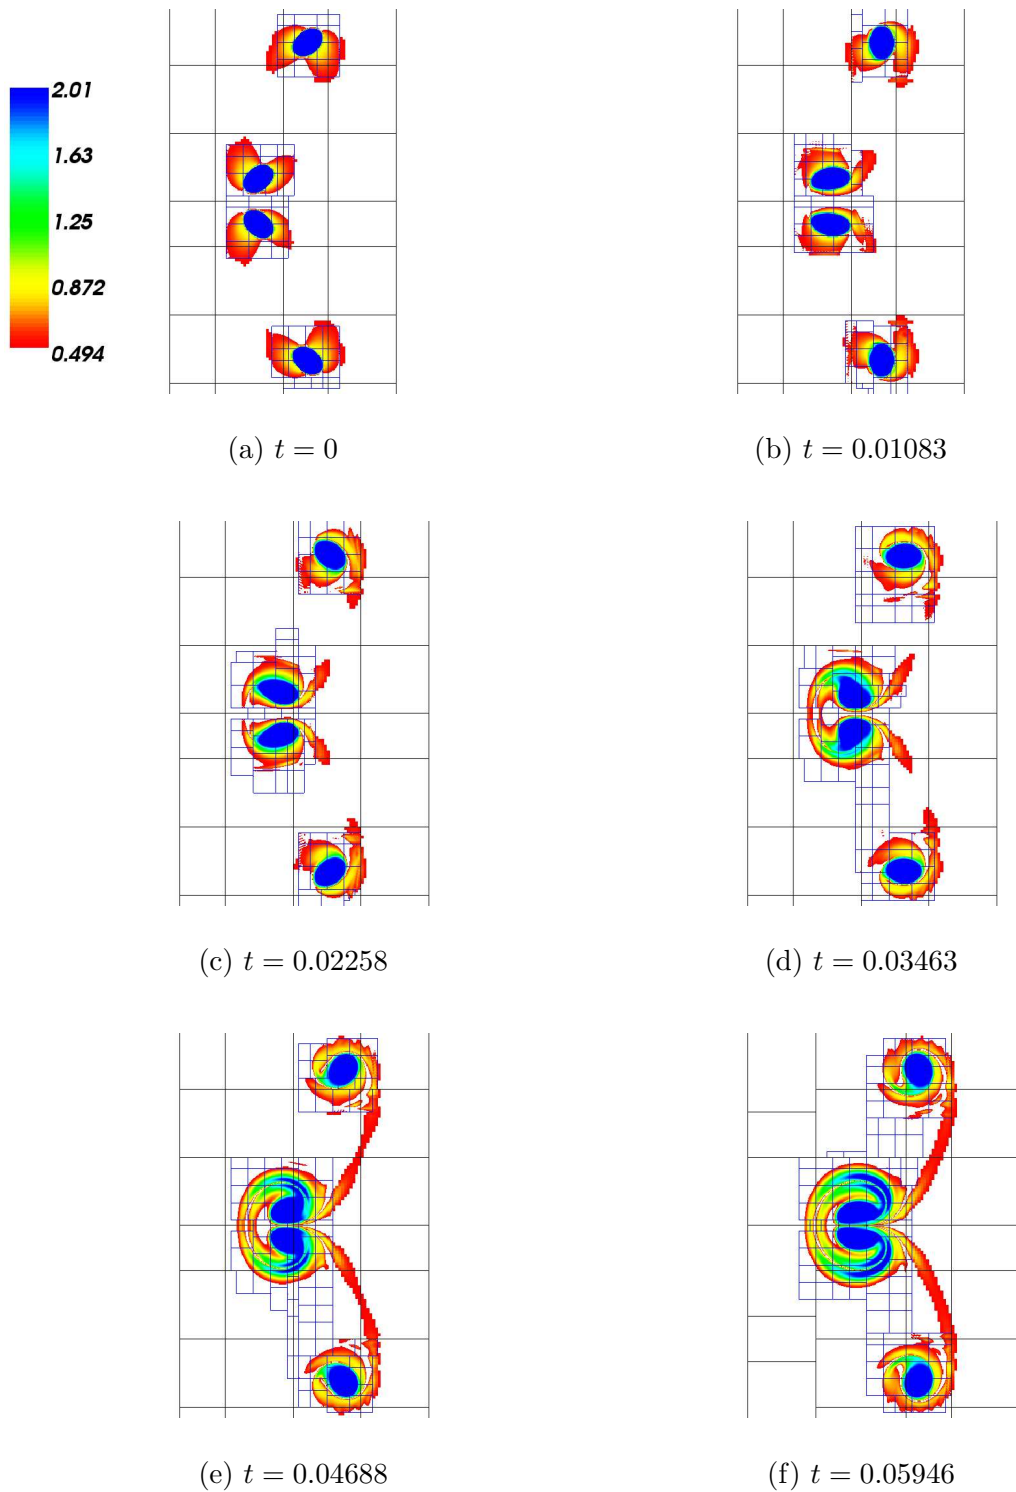 2.01
1.63
1.25
0.872
0.494
(a) t = 0
(b) t = 0.01083
(c) t = 0.02258
(d) t = 0.03463
(e) t = 0.04688
(f) t = 0.05946